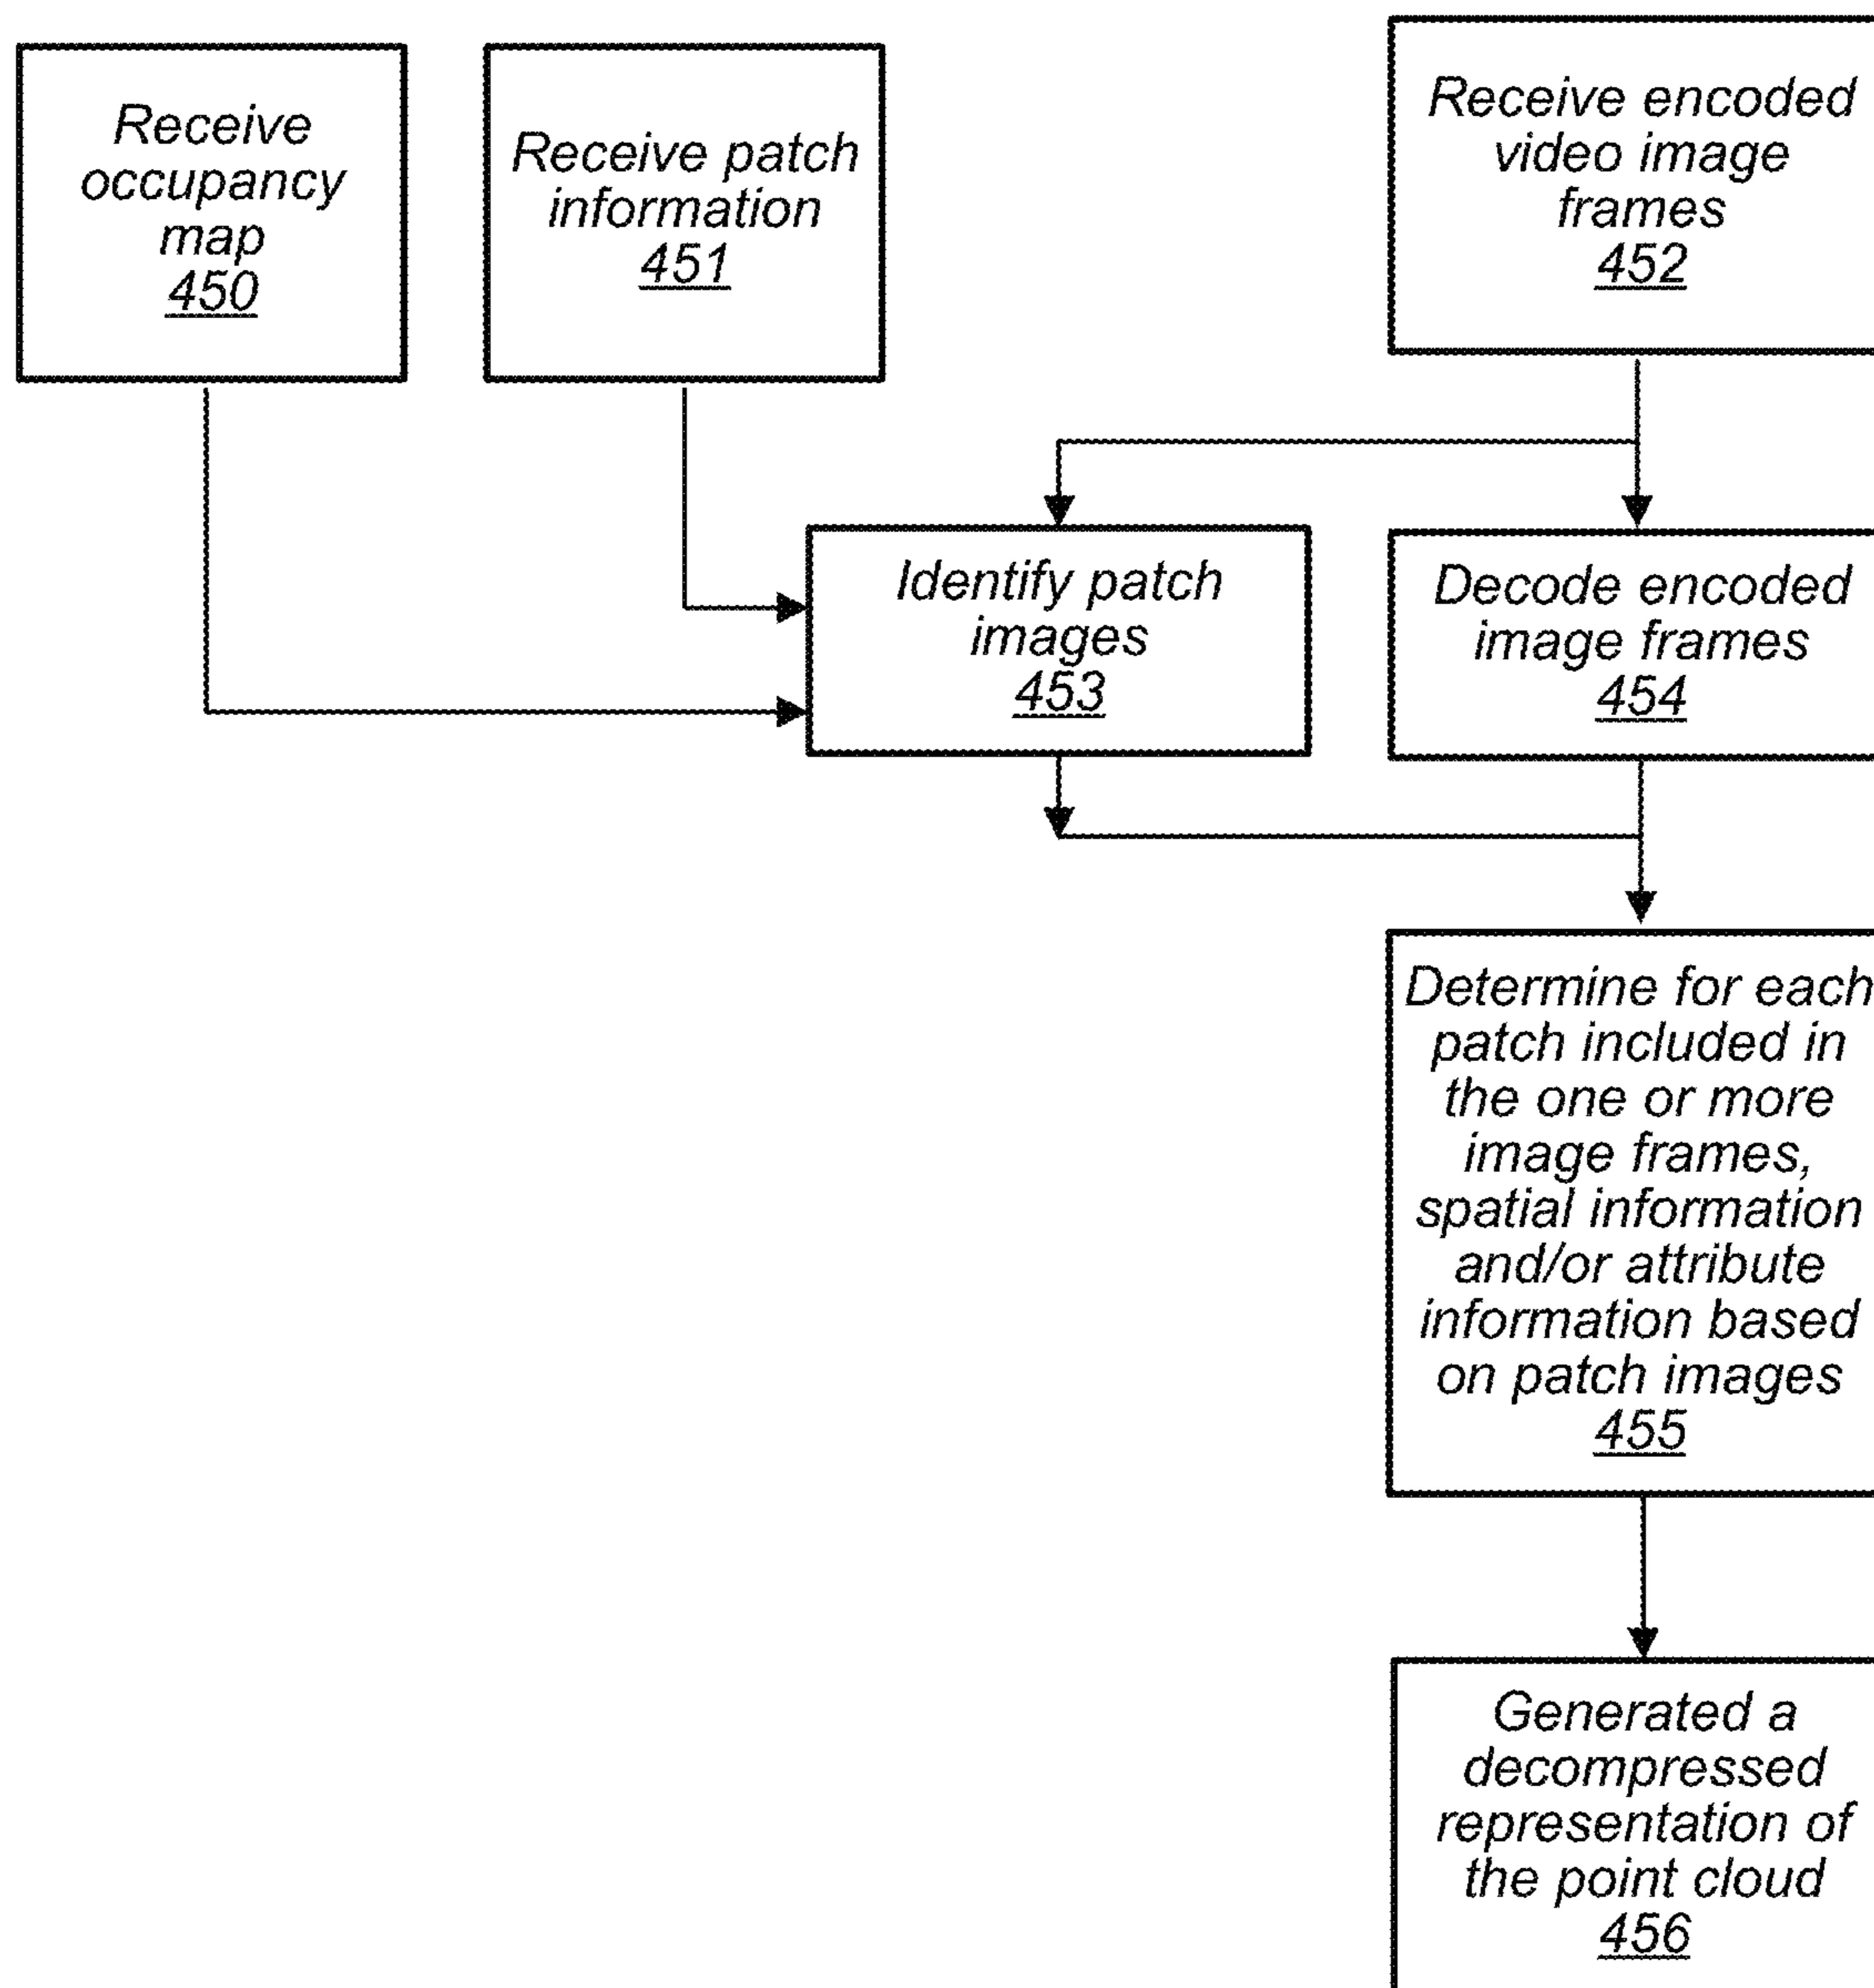 Receive
occupancy
map
450
Receive patch
information
451
Receive encoded
video image
frames
452
Identify patch
images
453
Decode encoded
image frames
454
Determine for each
patch included in
the one or more
image frames,
spatial information
and/or attribute
information based
on patch images
455
Generated a
decompressed
representation of
the point cloud
456